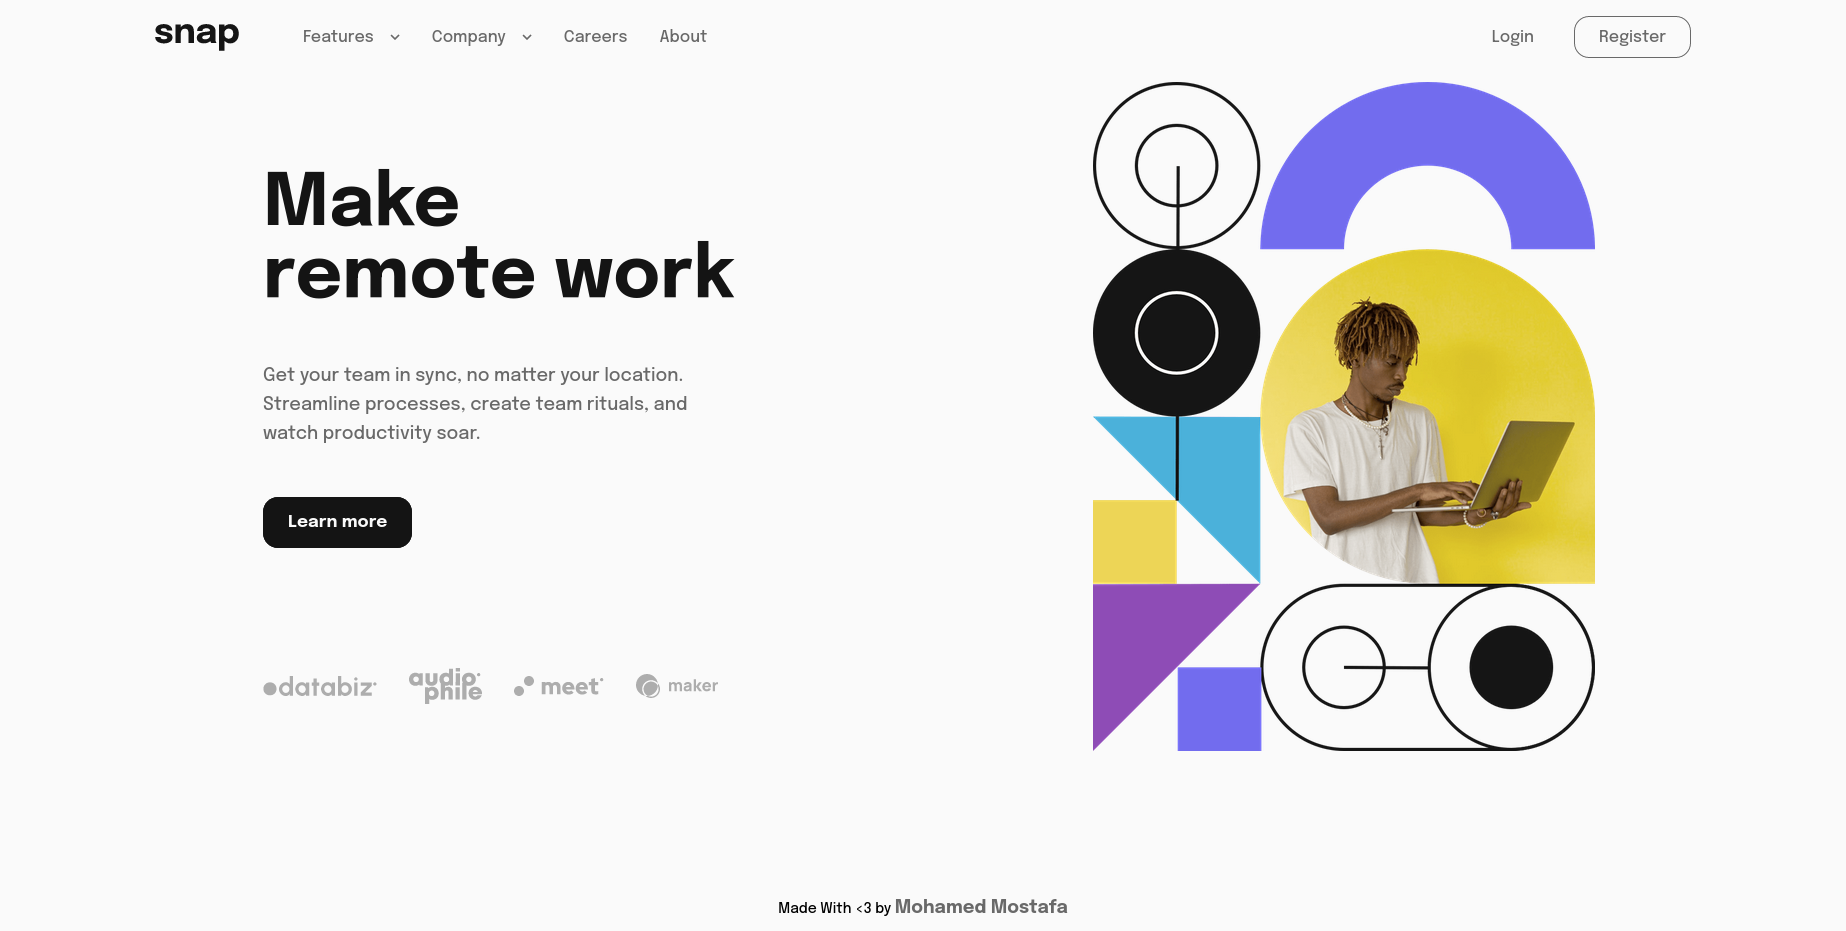 snap
Features
Company
Careers
About
Login
Register
Make
remote work
Get your team in sync, no matter your location.
Streamline processes, create team rituals, and
watch productivity soar.
Learn more
databiz
audiophile
meet
maker
Made With <3 by Mohamed Mostafa